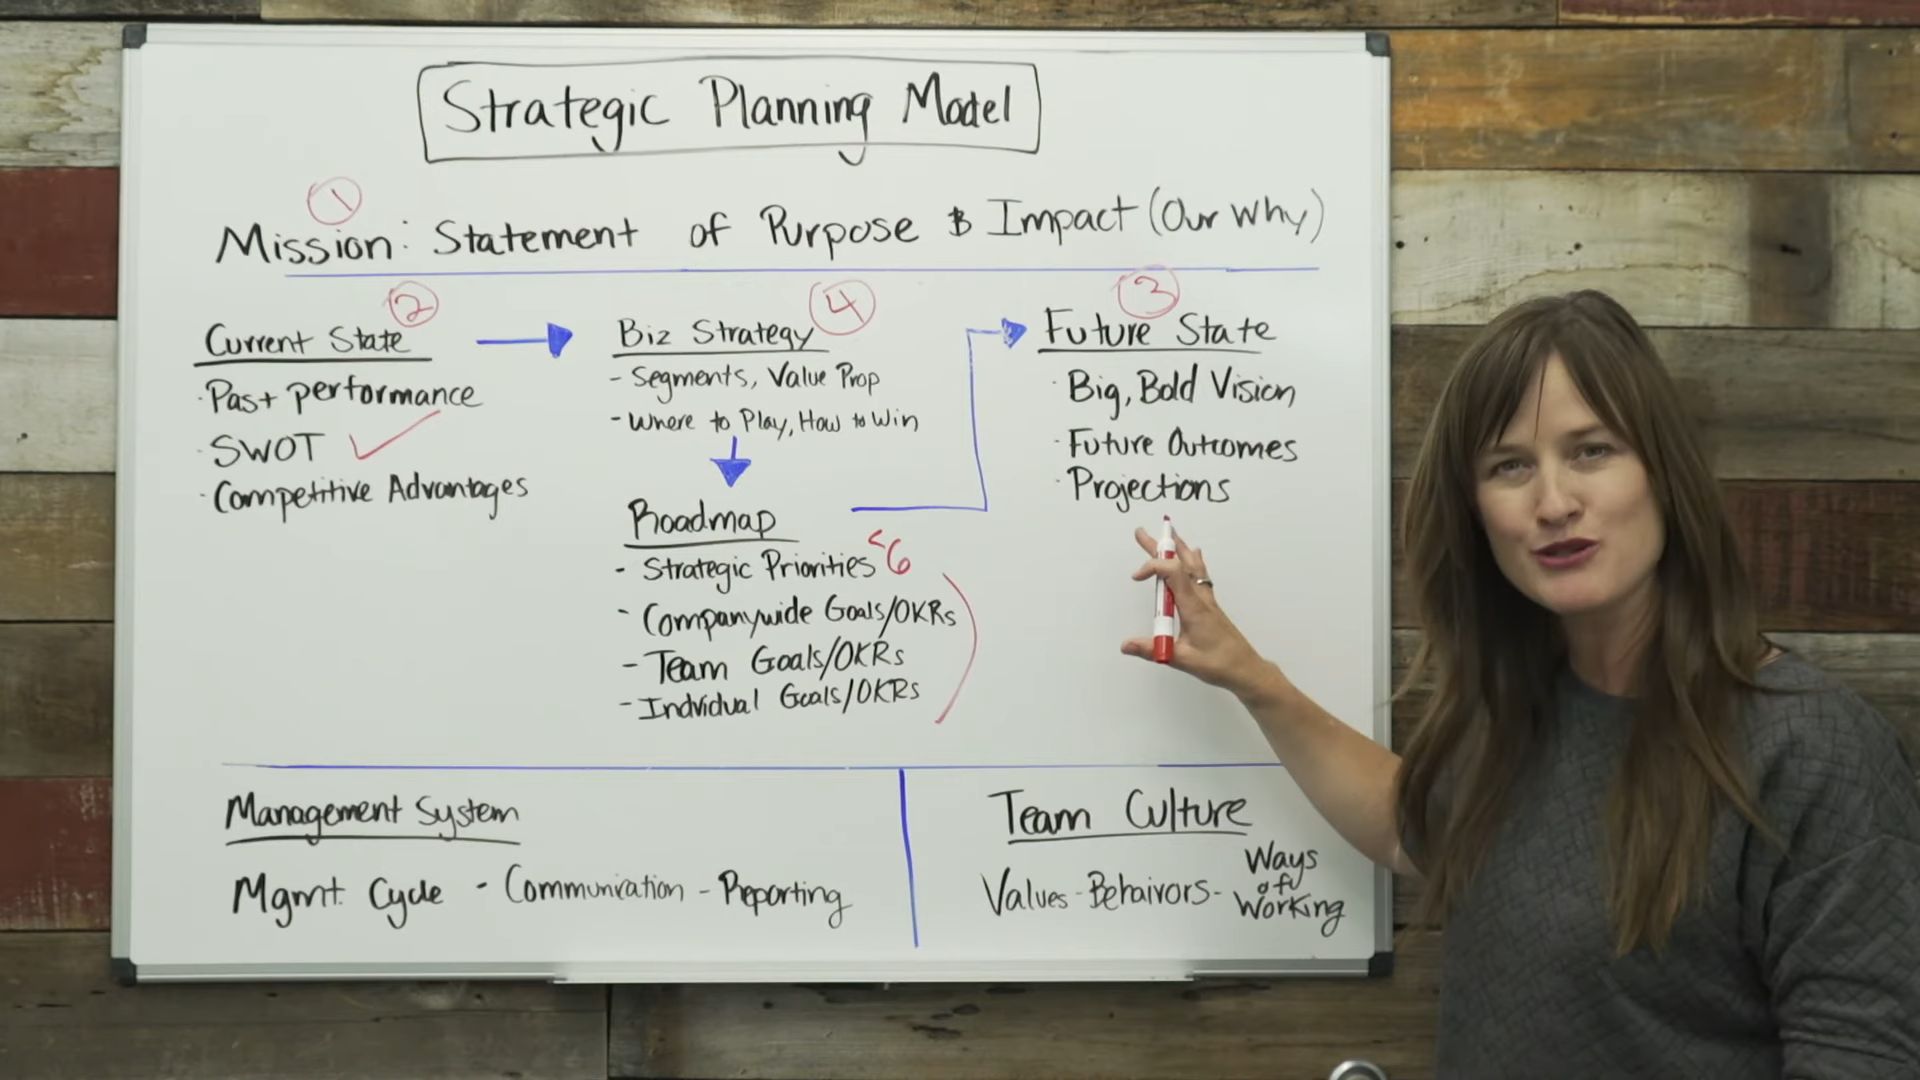 Strategic Planning Model
1
Mission: Statement of Purpose & Impact (Our Why)
2
Current State
· Past performance
· SWOT ✓
· Competitive Advantages
4
Biz Strategy
- Segments, Value Prop
- Where to Play, How to Win
Roadmap
- Strategic Priorities <6
- Companywide Goals/OKRs
- Team Goals/OKRs
- Indvidual Goals/OKRs
3
Future State
· Big, Bold Vision
· Future Outcomes
· Projections
Management System
Mgmt. Cycle - Communication - Reporting
Team Culture
Values - Behaivors - Ways of Working